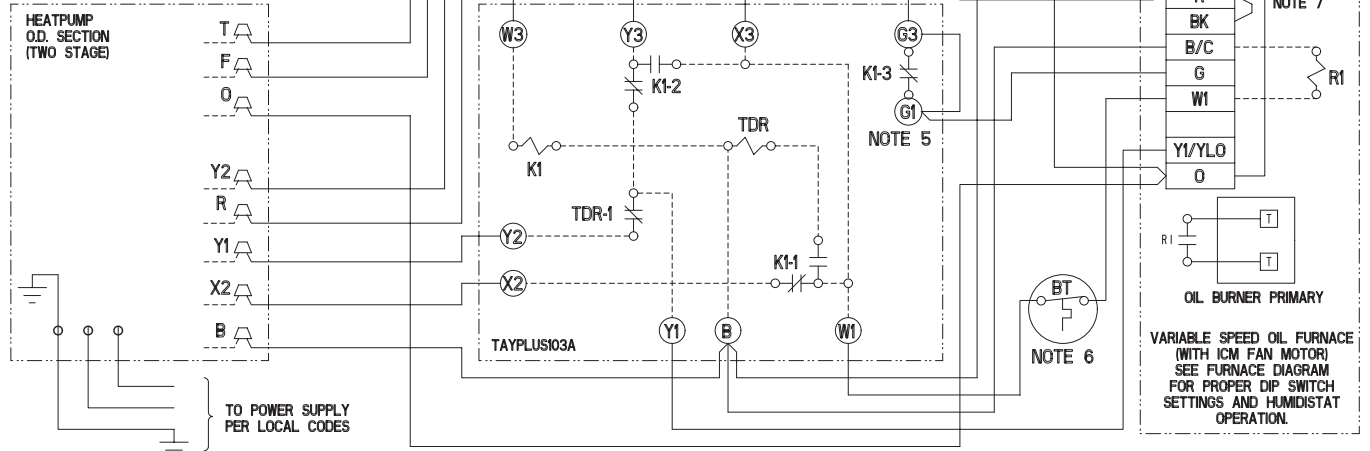 HEATPUMP
O.D. SECTION
(TWO STAGE)
T
F
O
Y2
R
Y1
X2
B
TO POWER SUPPLY
PER LOCAL CODES
W3
Y3
X3
G3
K1-2
K1-3
G1
NOTE 5
K1
TDR
TDR-1
Y2
X2
K1-1
Y1
B
W1
TAYPLUS103A
BT
NOTE 6
NOTE 7
BK
B/C
G
W1
Y1/YLO
O
R1
R1
T
T
OIL BURNER PRIMARY
VARIABLE SPEED OIL FURNACE
(WITH ICM FAN MOTOR)
SEE FURNACE DIAGRAM
FOR PROPER DIP SWITCH
SETTINGS AND HUMIDISTAT
OPERATION.